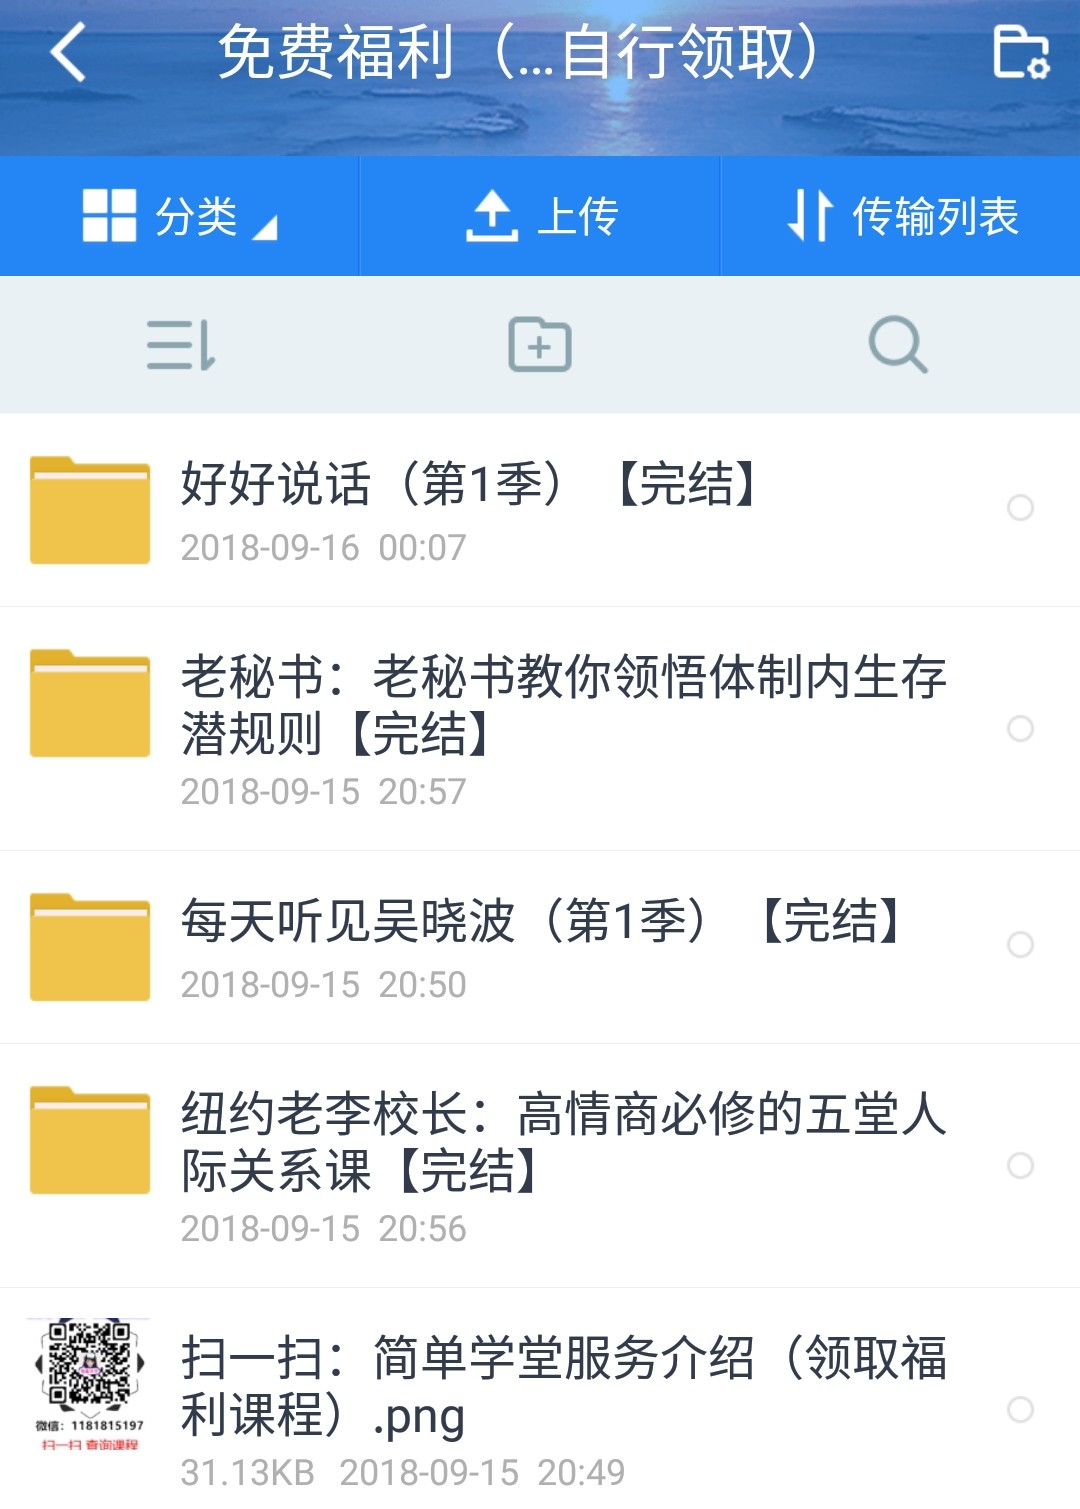 免费福利（...自行领取）
分类
上传
传输列表
好好说话（第1季）【完结】
2018-09-16 00:07
老秘书：老秘书教你领悟体制内生存
潜规则【完结】
2018-09-15 20:57
每天听见吴晓波（第1季）【完结】
2018-09-15 20:50
纽约老李校长：高情商必修的五堂人
际关系课【完结】
2018-09-15 20:56
微信：1181815197
扫一扫 查询课程
扫一扫：简单学堂服务介绍（领取福
利课程）.png
31.13KB 2018-09-15 20:49